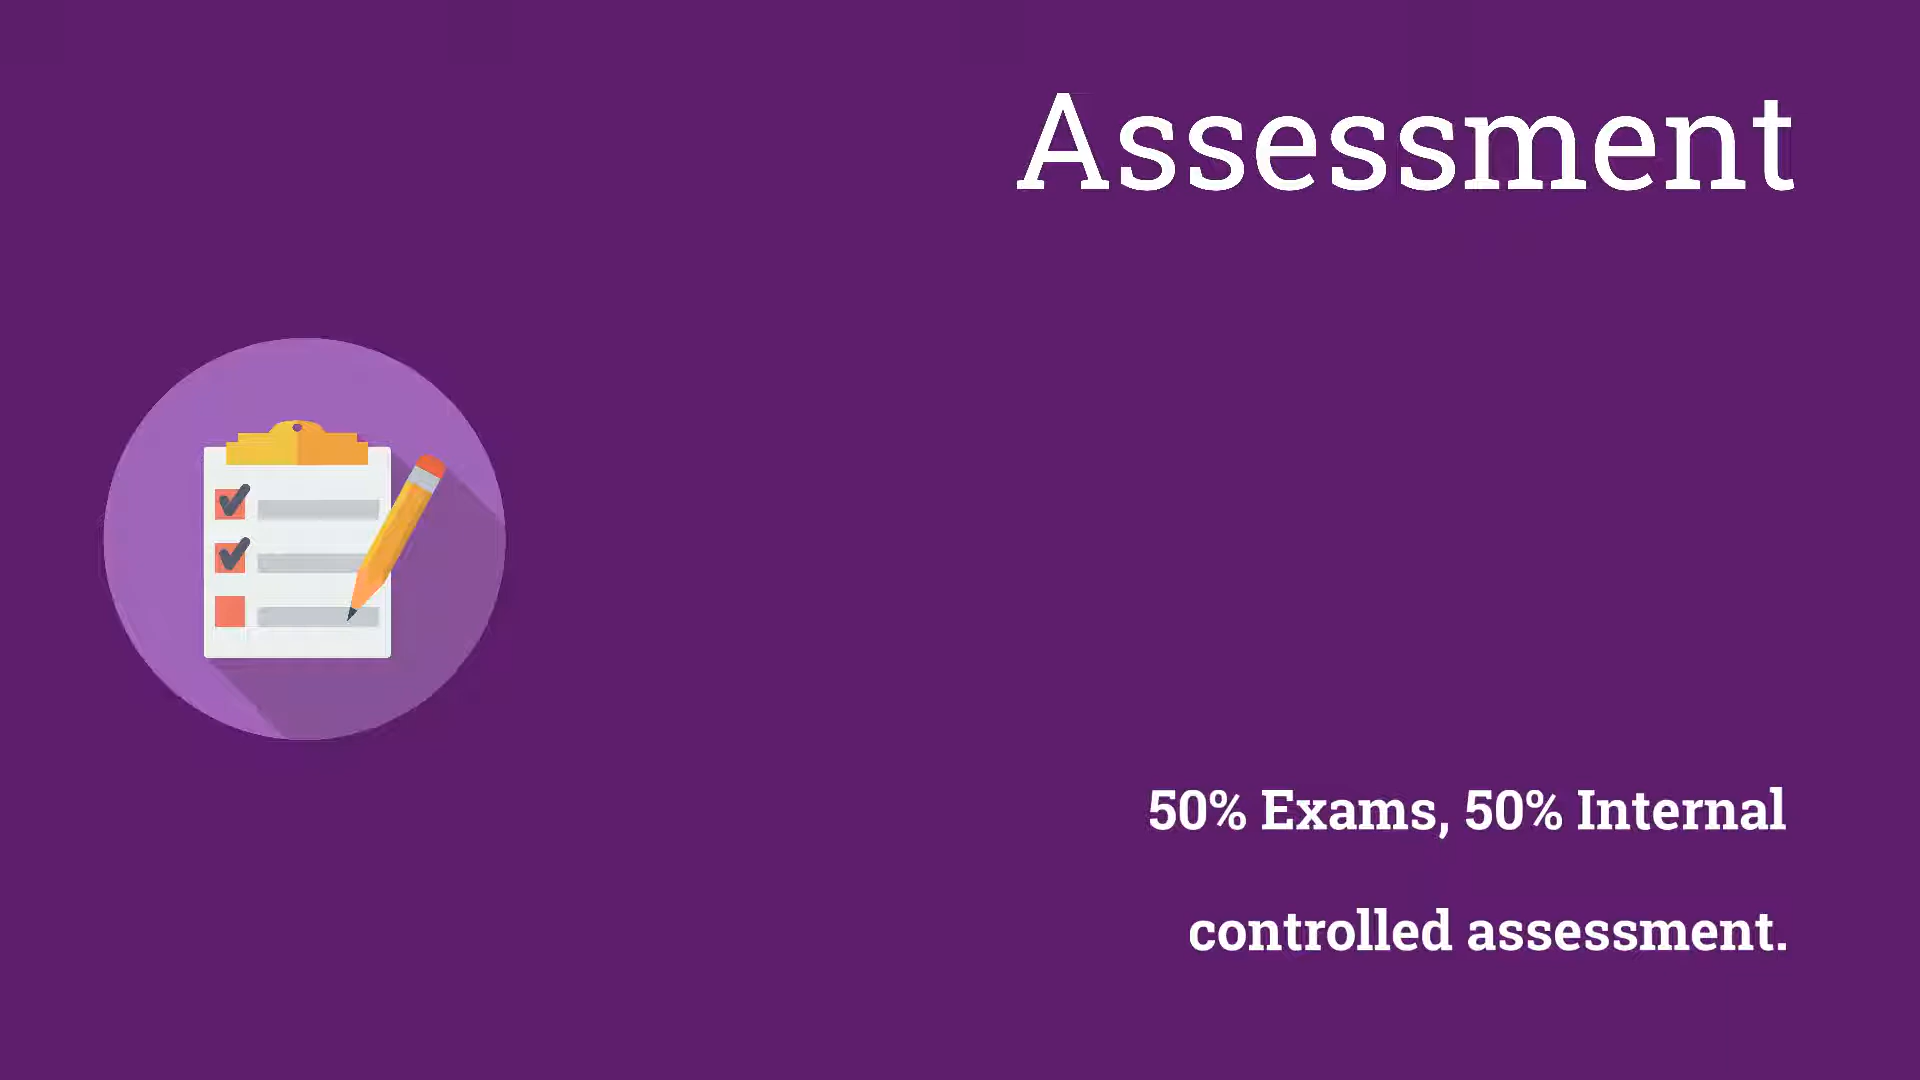 Assessment
50% Exams, 50% Internal
controlled assessment.